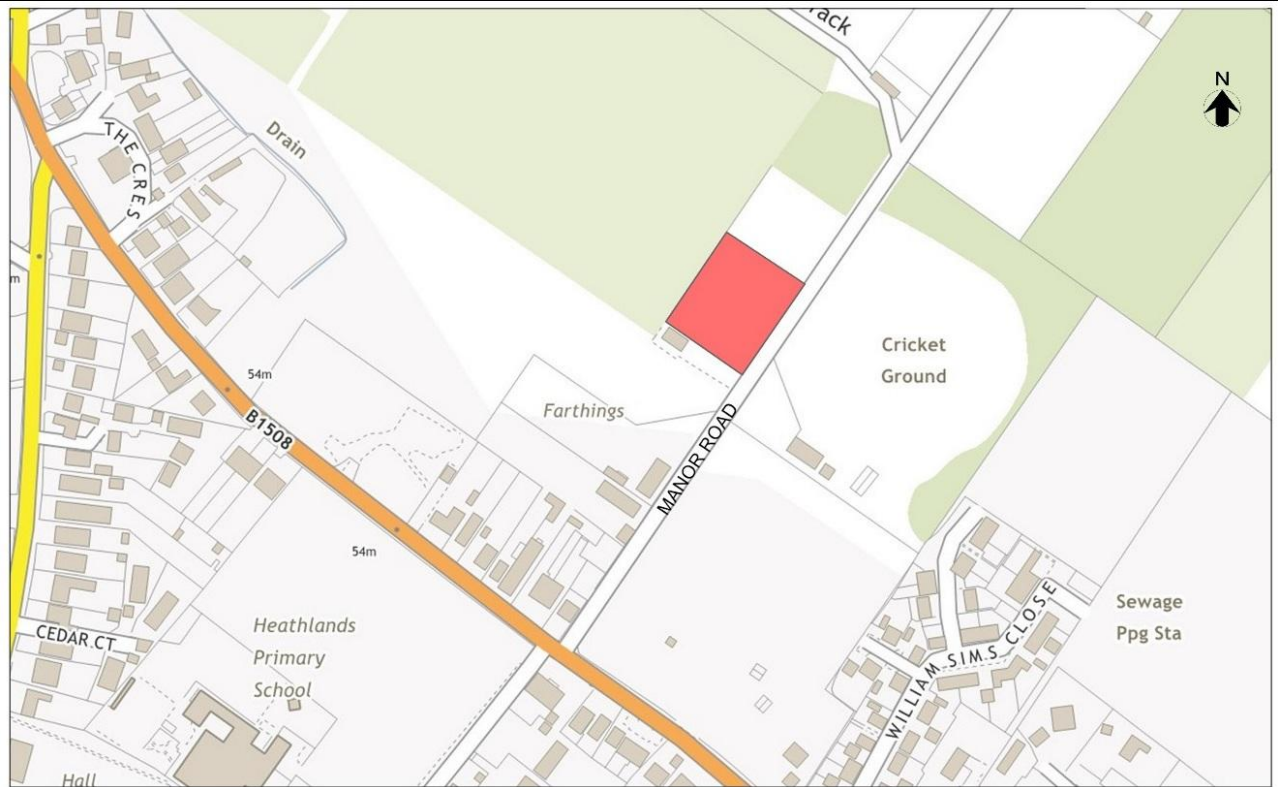 rack
N
THE CRES
Drain
m
Cricket
Ground
54m
Farthings
B1508
MANOR ROAD
54m
Heathlands
Primary
School
CEDAR CT
Sewage
Ppg Sta
WILLIAM SIMS CLOSE
Hall